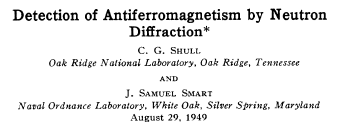 Detection of Antiferromagnetism by Neutron
Diffraction*
C. G. SHULL
Oak Ridge National Laboratory, Oak Ridge, Tennessee
AND
J. SAMUEL SMART
Naval Ordnance Laboratory, White Oak, Silver Spring, Maryland
August 29, 1949